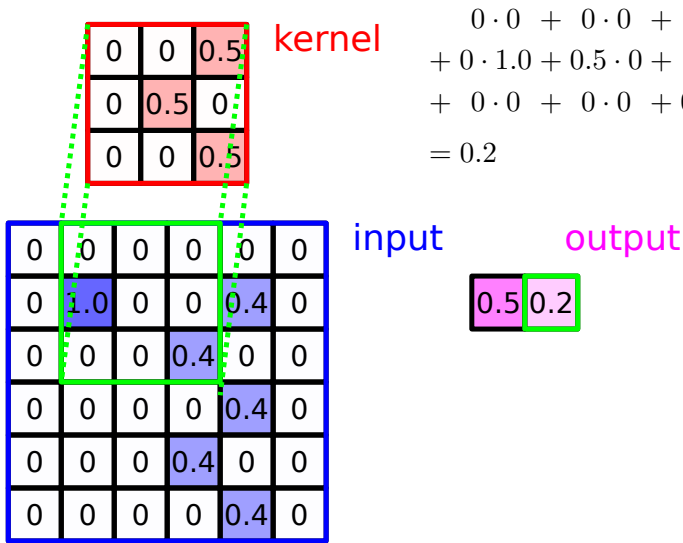 kernel
0 0 0.5
0 0.5 0
0 0 0.5
0 · 0 + 0 · 0 +
+ 0 · 1.0 + 0.5 · 0 +
+ 0 · 0 + 0 · 0 +
= 0.2
input
0 0 0 0 0 0
0 1.0 0 0 0.4 0
0 0 0 0.4 0 0
0 0 0 0 0.4 0
0 0 0 0.4 0 0
0 0 0 0 0.4 0
output
0.5 0.2